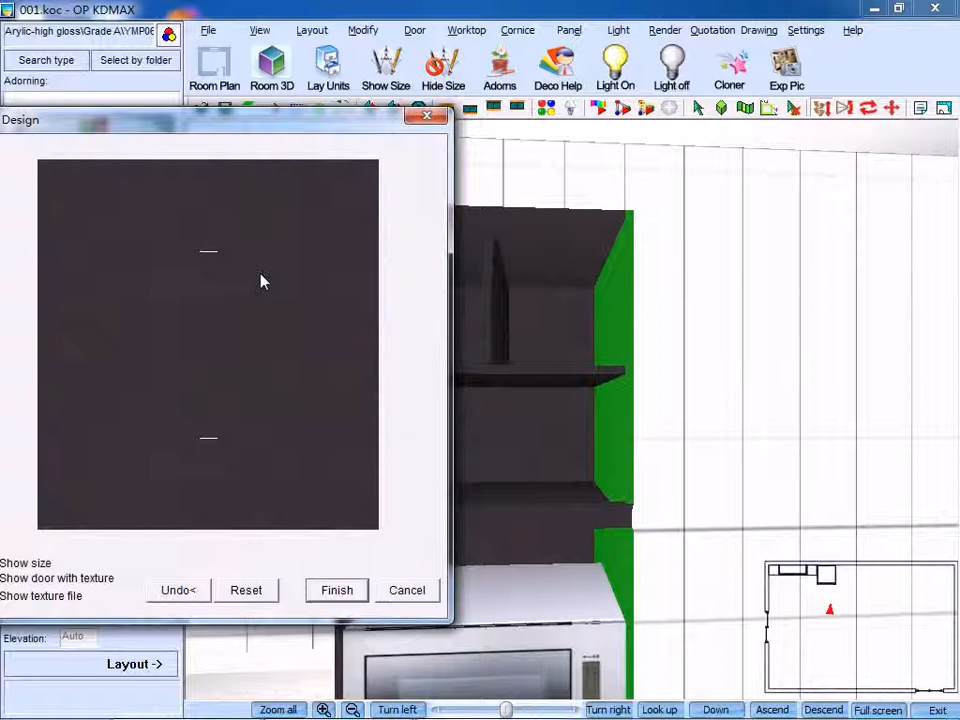 001.koc - OP KDMAX
Arylic-high gloss\Grade A\YMP06
File View Layout Modify Door Worktop Cornice Panel Light Render Quotation Drawing Settings Help
Search type Select by folder
Adorning:
Room Plan Room 3D Lay Units Show Size Hide Size Adorns Deco Help Light On Light off Cloner Exp Pic
Design
Show size
Show door with texture
Show texture file
Undo< Reset Finish Cancel
Elevation: Auto
Layout ->
Zoom all Turn left Turn right Look up Down Ascend Descend Full screen Exit